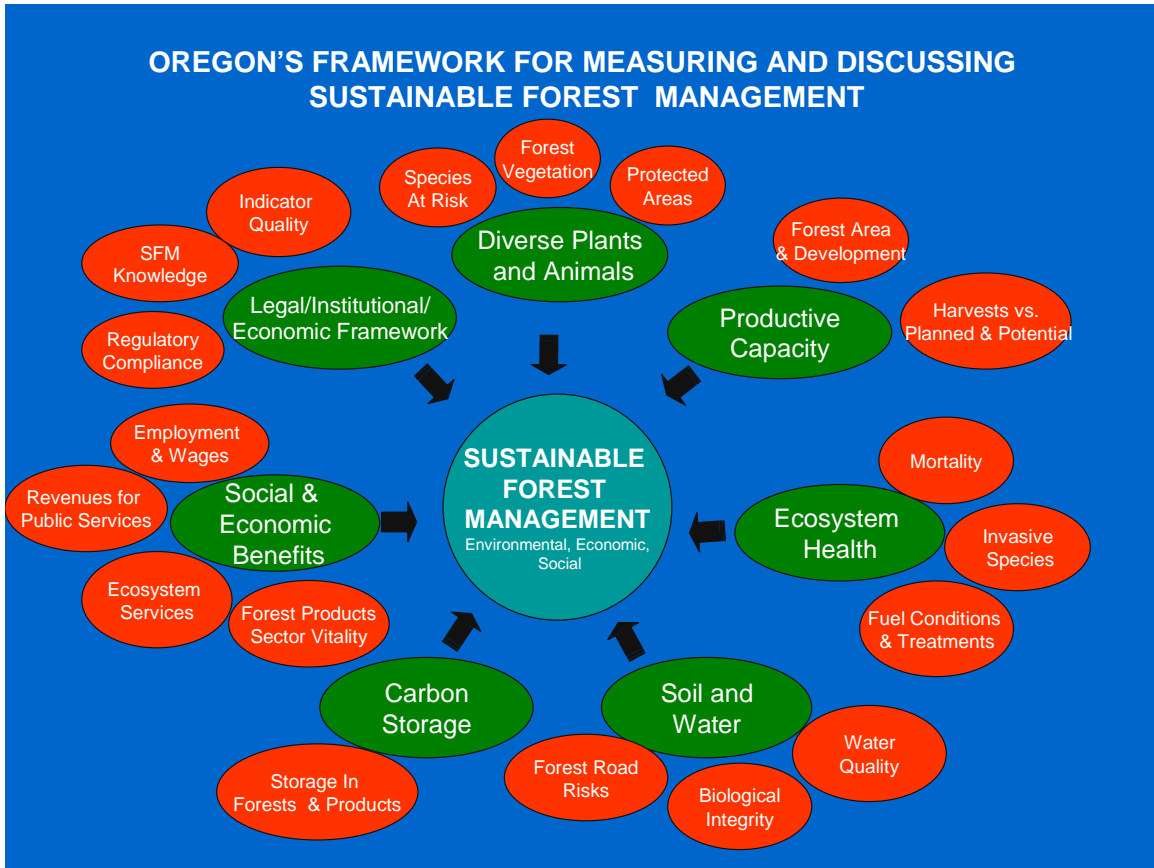 OREGON'S FRAMEWORK FOR MEASURING AND DISCUSSING
SUSTAINABLE FOREST MANAGEMENT
Forest
Vegetation
Species
At Risk
Protected
Areas
Diverse Plants
and Animals
Indicator
Quality
SFM
Knowledge
Regulatory
Compliance
Legal/Institutional/
Economic Framework
Forest Area
& Development
Harvests vs.
Planned & Potential
Productive
Capacity
Employment
& Wages
Revenues for
Public Services
Ecosystem
Services
Forest Products
Sector Vitality
Social &
Economic
Benefits
SUSTAINABLE
FOREST
MANAGEMENT
Environmental, Economic,
Social
Mortality
Invasive
Species
Fuel Conditions
& Treatments
Ecosystem
Health
Carbon
Storage
Storage In
Forests & Products
Soil and
Water
Forest Road
Risks
Biological
Integrity
Water
Quality